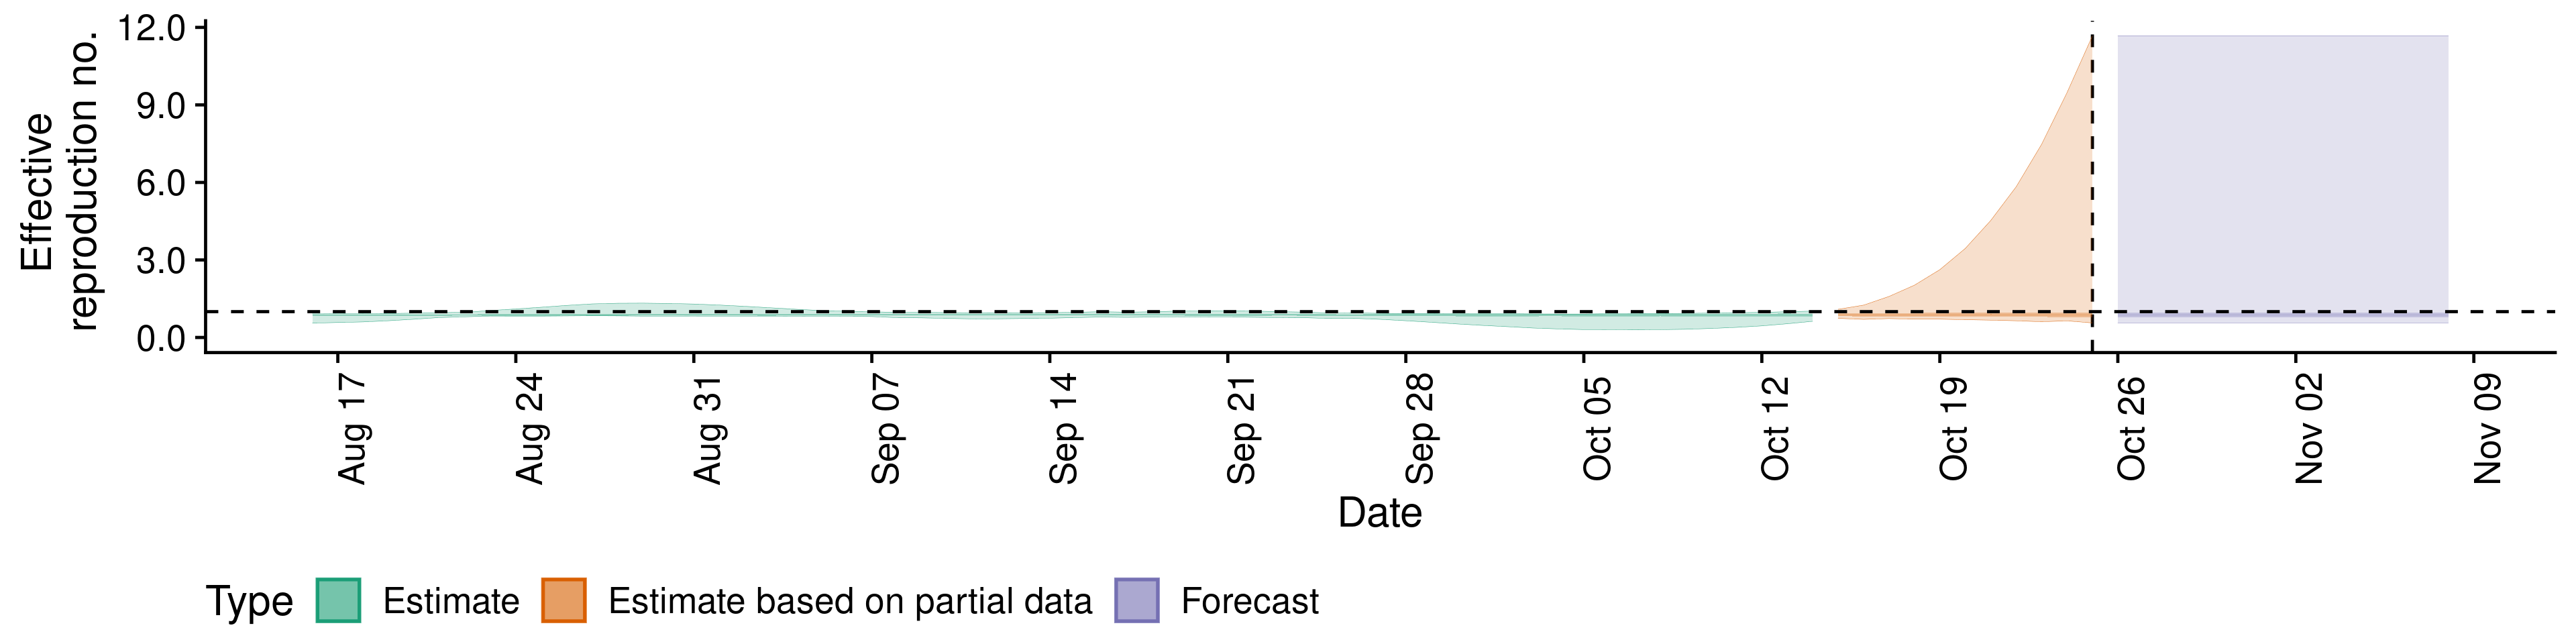 Effective
reproduction no.
12.0
9.0
6.0
3.0
0.0
Aug 17
Aug 24
Aug 31
Sep 07
Sep 14
Sep 21
Sep 28
Oct 05
Oct 12
Oct 19
Oct 26
Nov 02
Nov 09
Date
Type Estimate Estimate based on partial data Forecast